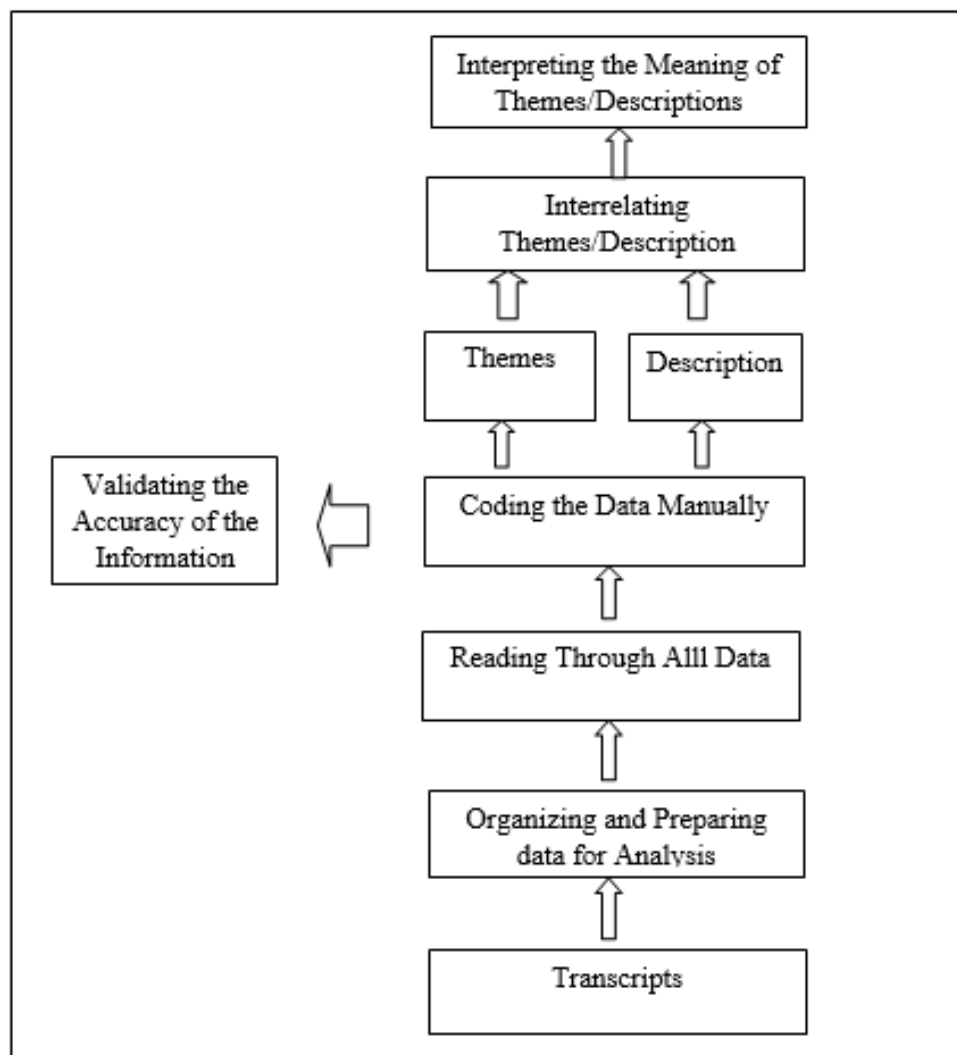 Interpreting the Meaning of
Themes/Descriptions
Interrelating
Themes/Description
Themes
Description
Validating the
Accuracy of the
Information
Coding the Data Manually
Reading Through Alll Data
Organizing and Preparing
data for Analysis
Transcripts